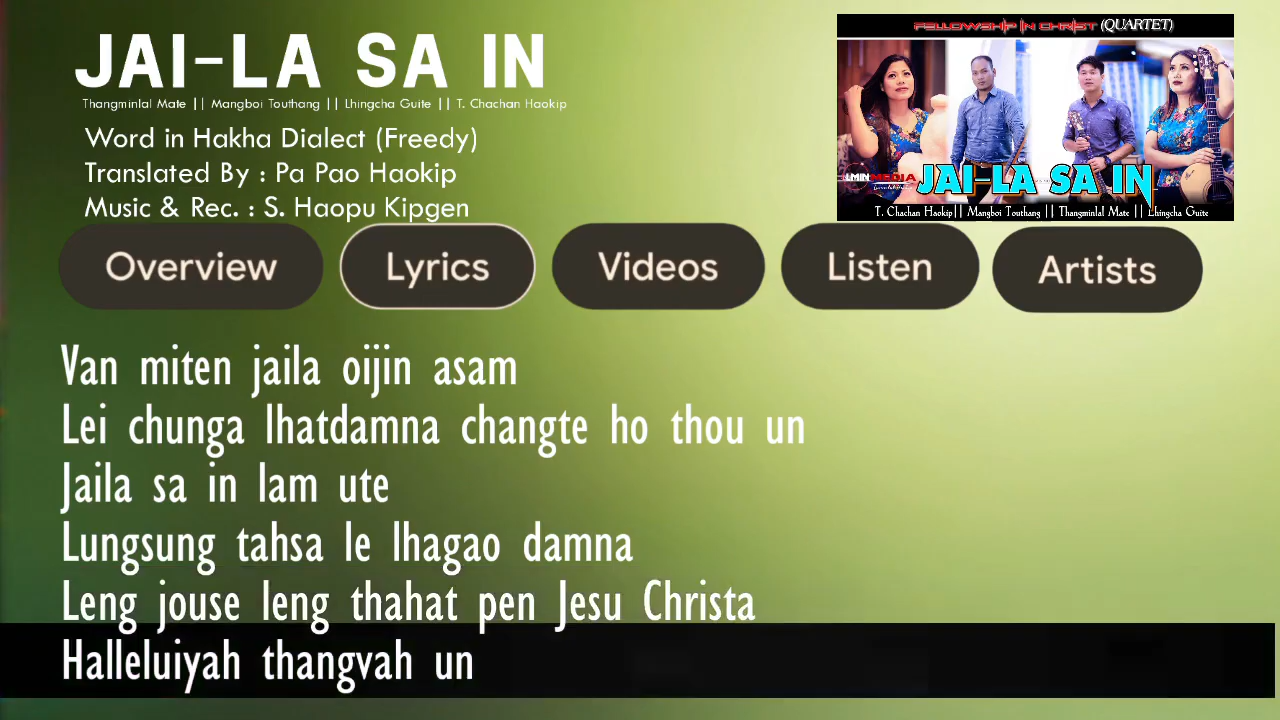 JAI-LA SA IN
Thangminlal Mate || Mangboi Touthang || Lhingcha Guite || T. Chachan Haokip
Word in Hakha Dialect (Freedy)
Translated By : Pa Pao Haokip
Music & Rec. : S. Haopu Kipgen
FELLOWSHIP IN CHRIST (QUARTET)
LMIN MEDIA
JAI-LA SA IN
T. Chachan Haokip|| Mangboi Touthang || Thangminlal Mate || Lhingcha Guite
Overview
Lyrics
Videos
Listen
Artists
Van miten jaila oijin asam
Lei chunga lhatdamna changte ho thou un
Jaila sa in lam ute
Lungsung tahsa le lhagao damna
Leng jouse leng thahat pen Jesu Christa
Halleluiyah thangvah un